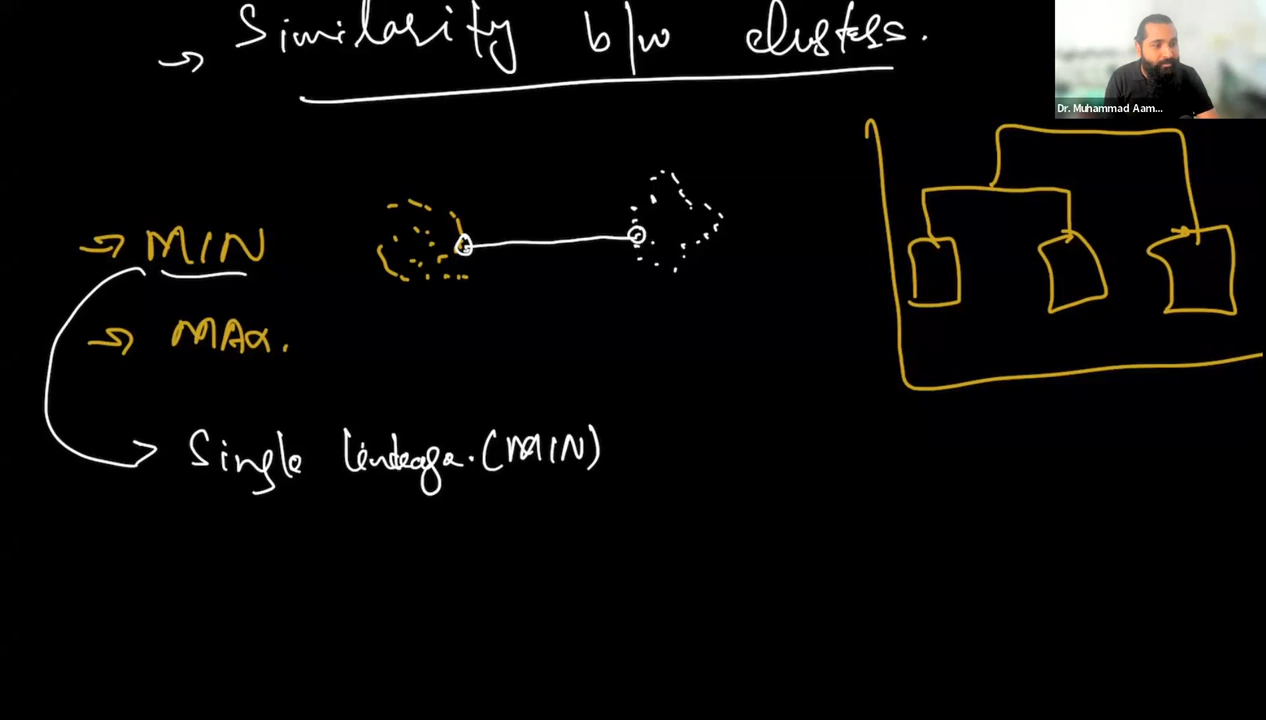 → Similarity b/w clusters.
Dr. Muhammad Aam...
→ MIN
→ MAX.
→ Single linkage. (MIN)